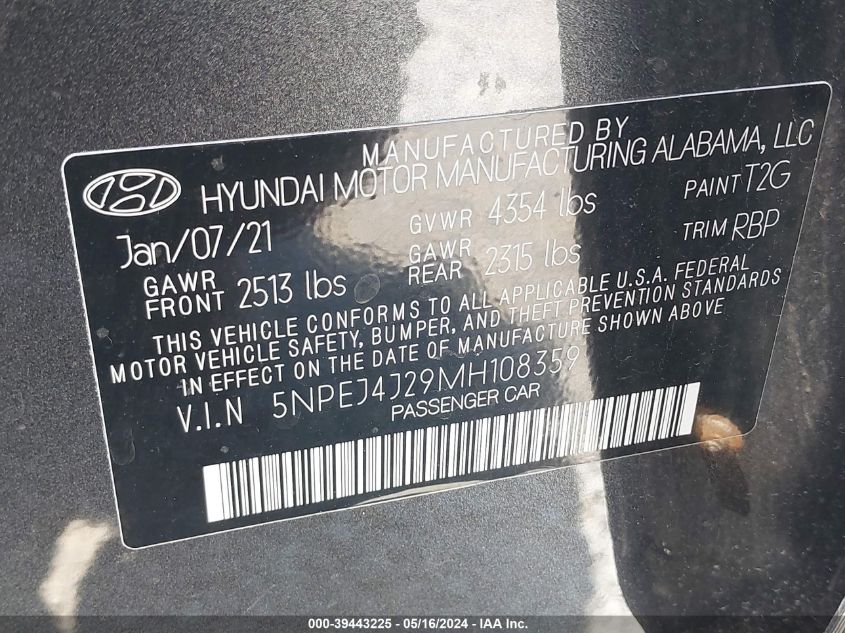 MANUFACTURED BY
HYUNDAI MOTOR MANUFACTURING ALABAMA, LLC
Jan/07/21 GVWR 4354 lbs PAINT T2G
GAWR FRONT 2513 lbs GAWR REAR 2315 lbs TRIM RBP
THIS VEHICLE CONFORMS TO ALL APPLICABLE U.S.A. FEDERAL
MOTOR VEHICLE SAFETY, BUMPER, AND THEFT PREVENTION STANDARDS
IN EFFECT ON THE DATE OF MANUFACTURE SHOWN ABOVE
V.I.N 5NPEJ4J29MH108359
PASSENGER CAR
000-39443225 - 05/16/2024 - IAA Inc.